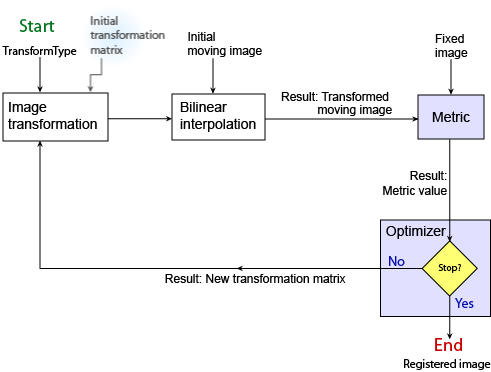 Start
TransformType
Initial
transformation
matrix
Initial
moving image
Fixed
image
Image
transformation
Bilinear
interpolation
Result: Transformed
moving image
Metric
Result:
Metric value
Optimizer
Stop?
No
Yes
Result: New transformation matrix
End
Registered image